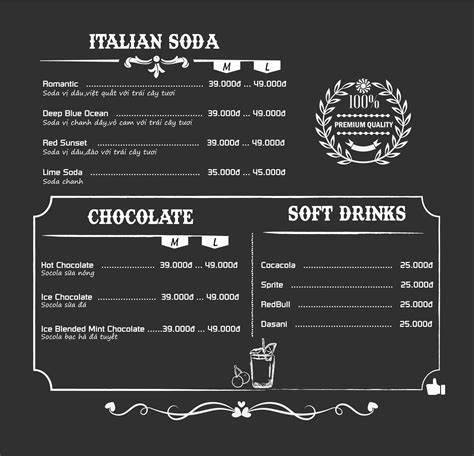 ITALIAN SODA
M L
Romantic ........................... 39.000đ ... 49.000đ
Soda vị dâu,việt quất với trái cây tươi
Deep Blue Ocean ................ 39.000đ ... 49.000đ
Soda vị chanh dây,vỏ cam với trái cây tươi
Red Sunset ........................ 39.000đ ... 49.000đ
Soda vị dâu,đào với trái cây tươi
Lime Soda ......................... 35.000đ ... 45.000đ
Soda chanh
100%
PREMIUM QUALITY
CHOCOLATE
M L
Hot Chocolate .................... 39.000đ ... 49.000đ
Socola sữa nóng
Ice Chocolate ..................... 39.000đ ... 49.000đ
Socola sữa đá
Ice Blended Mint Chocolate ......39.000đ ... 49.000đ
Socola bạc hà đá tuyết
SOFT DRINKS
Cocacola ................................ 25.000đ
Sprite ..................................... 25.000đ
RedBull .................................. 25.000đ
Dasani ................................... 25.000đ